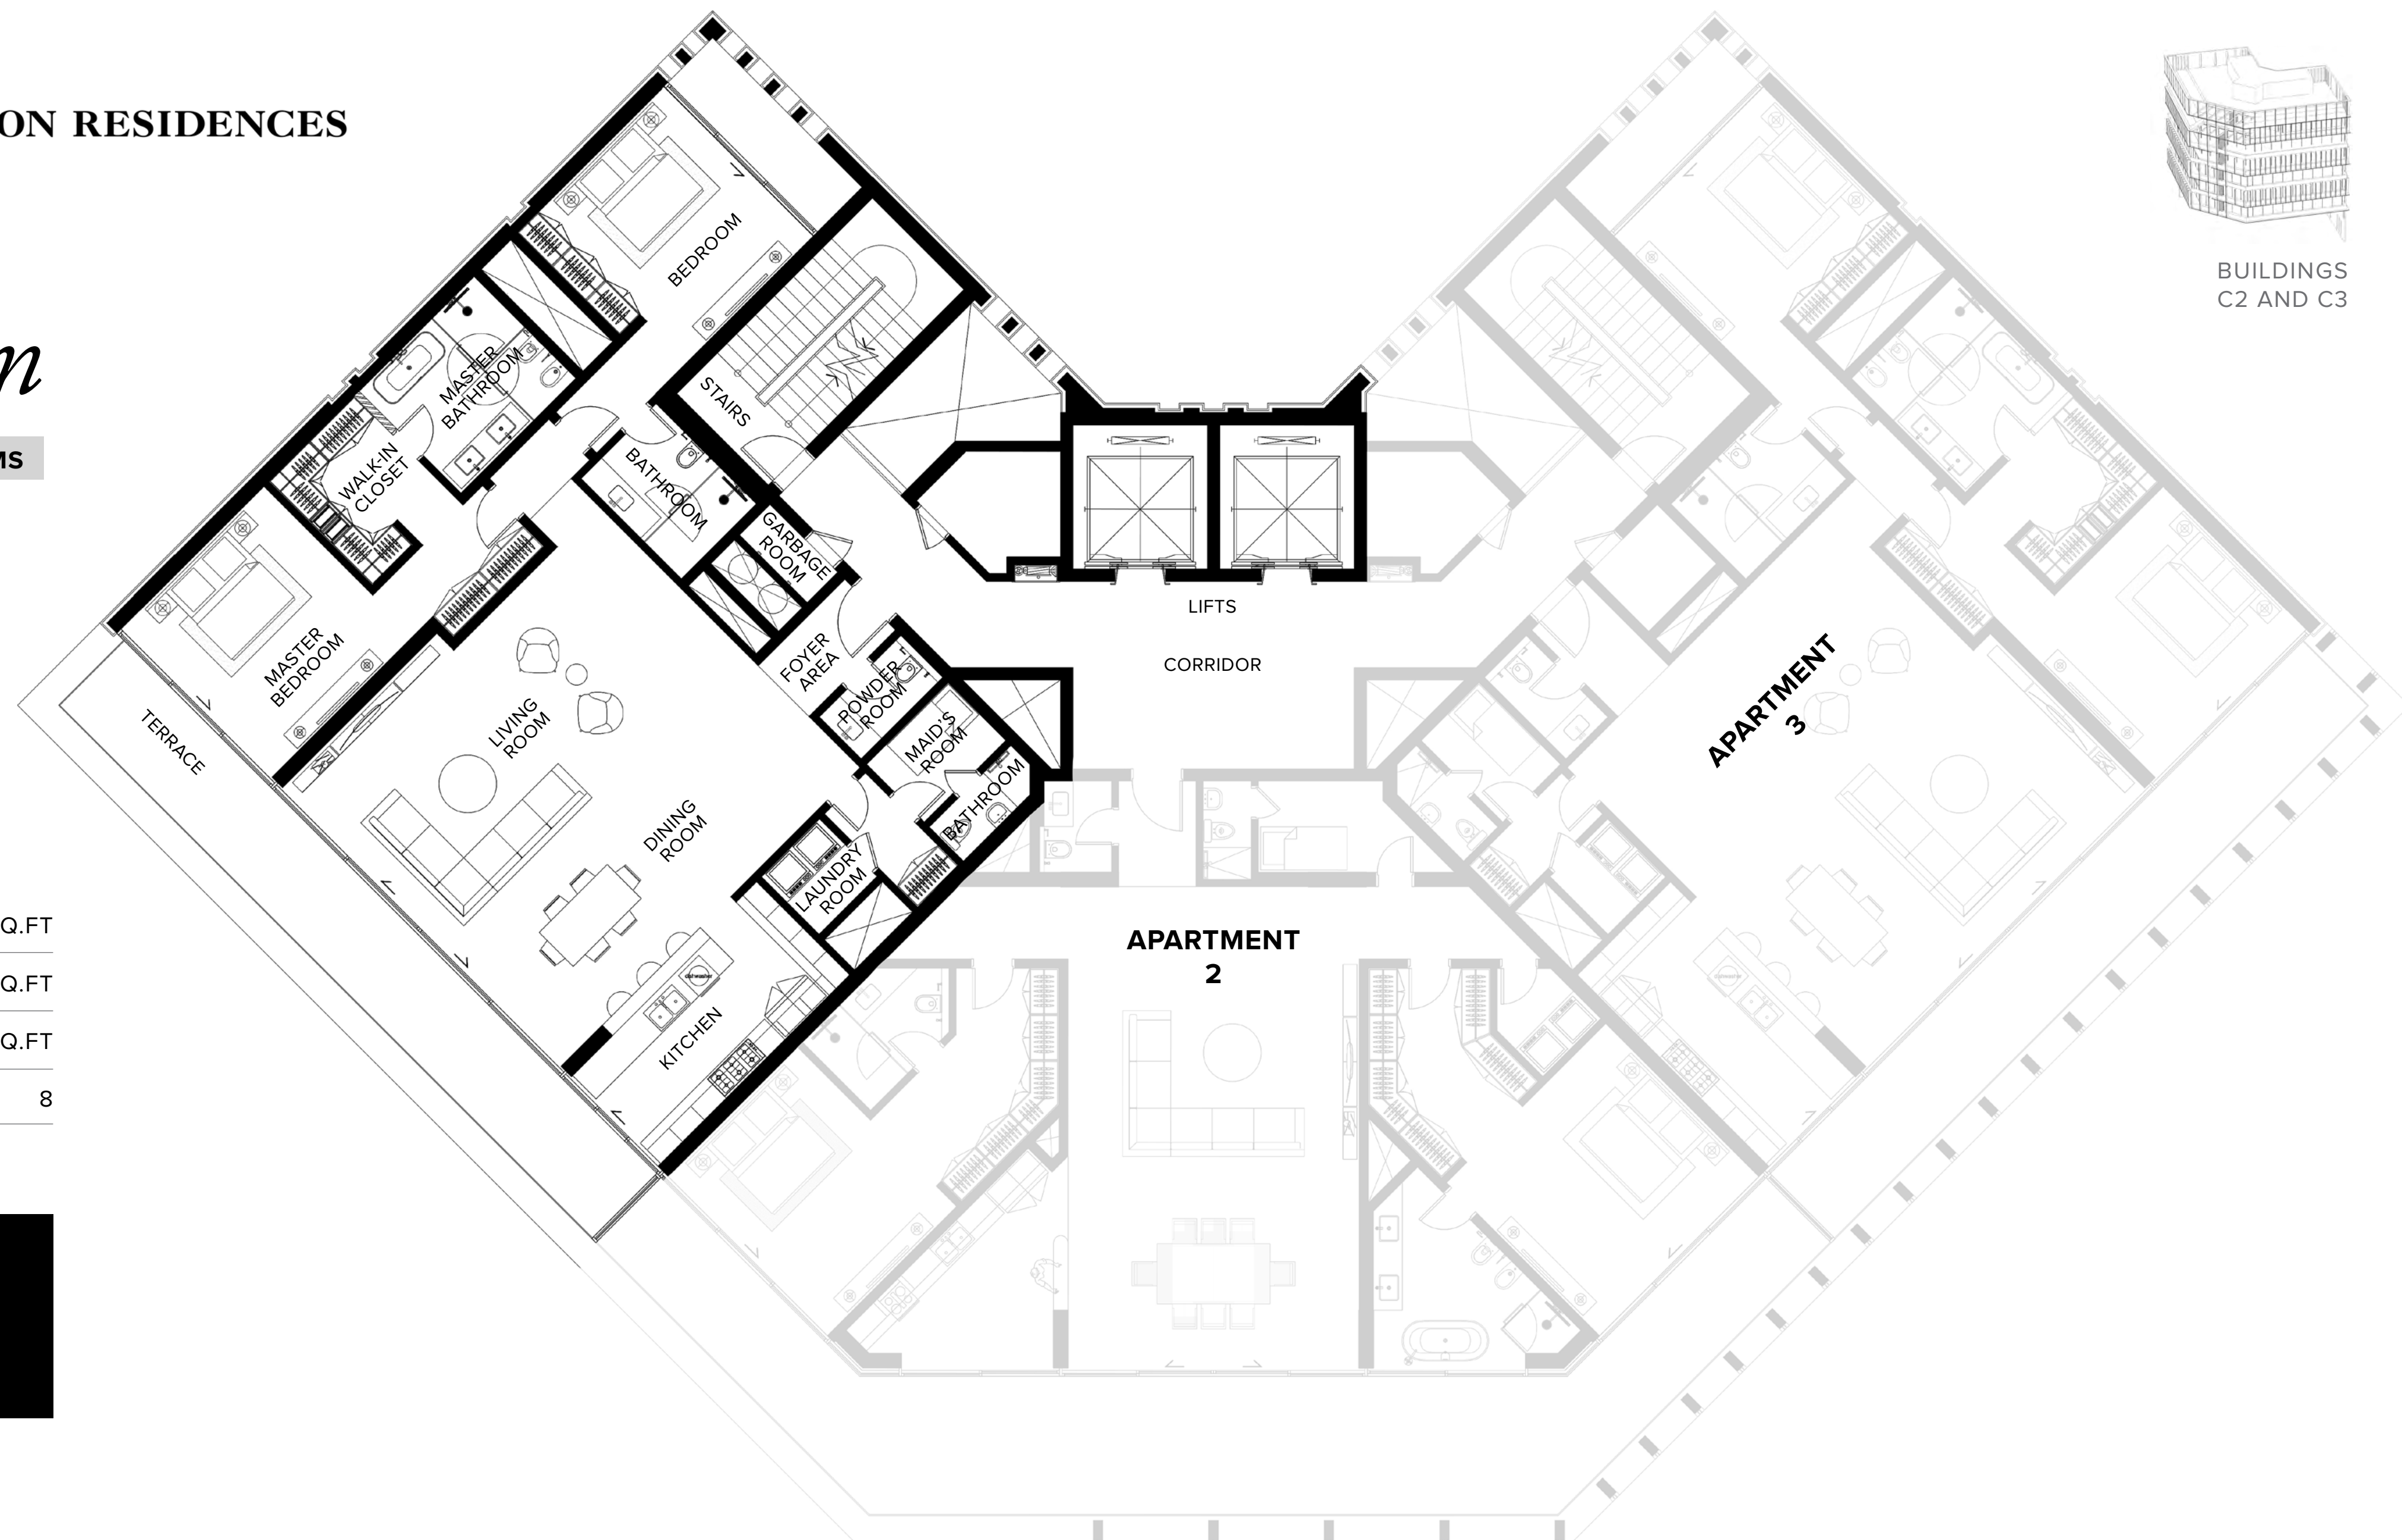 ON RESIDENCES
n
MS
Q.FT
Q.FT
Q.FT
8
BUILDINGS
C2 AND C3
BEDROOM
MASTER
BATHROOM
STAIRS
WALK-IN
CLOSET
BATHROOM
GARBAGE
ROOM
MASTER
BEDROOM
FOYER
AREA
POWDER
ROOM
MAID'S
ROOM
BATHROOM
TERRACE
LIVING
ROOM
DINING
ROOM
LAUNDRY
ROOM
dishwasher
KITCHEN
LIFTS
CORRIDOR
APARTMENT
2
APARTMENT
3